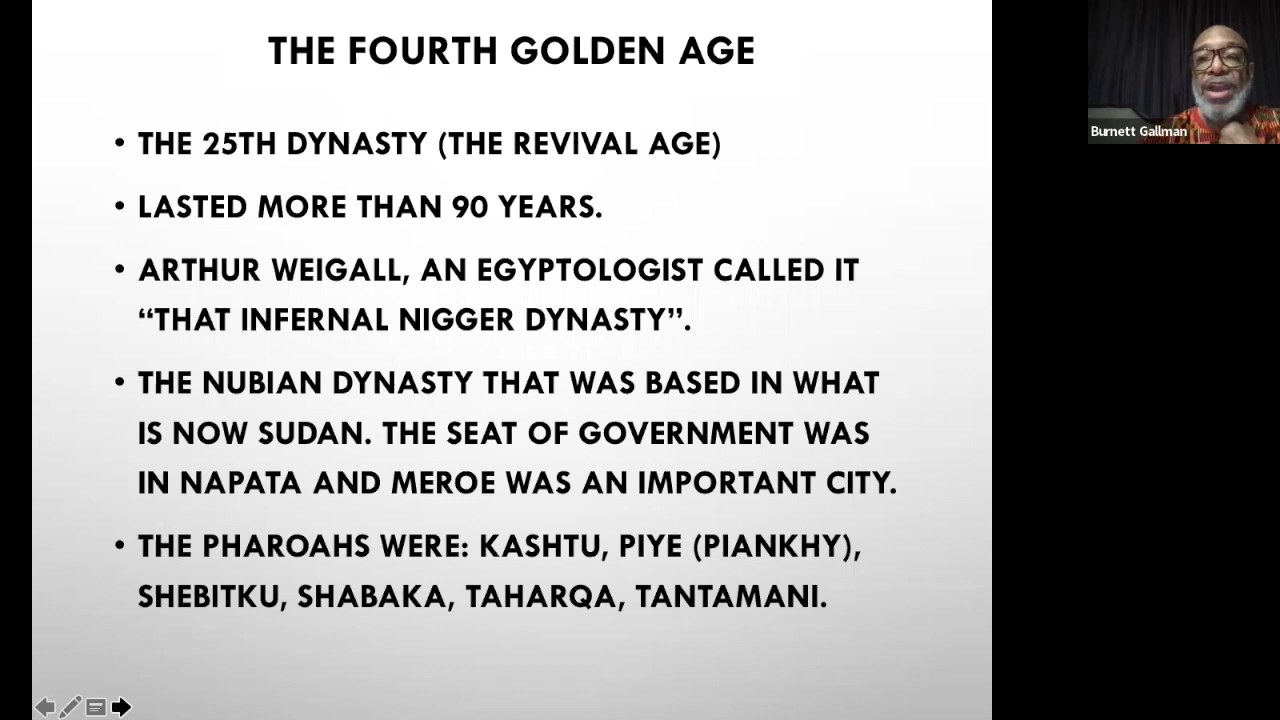 THE FOURTH GOLDEN AGE
• THE 25TH DYNASTY (THE REVIVAL AGE)
• LASTED MORE THAN 90 YEARS.
• ARTHUR WEIGALL, AN EGYPTOLOGIST CALLED IT
“THAT INFERNAL NIGGER DYNASTY”.
• THE NUBIAN DYNASTY THAT WAS BASED IN WHAT
IS NOW SUDAN. THE SEAT OF GOVERNMENT WAS
IN NAPATA AND MEROE WAS AN IMPORTANT CITY.
• THE PHAROAHS WERE: KASHTU, PIYE (PIANKHY),
SHEBITKU, SHABAKA, TAHARQA, TANTAMANI.
Burnett Gallman